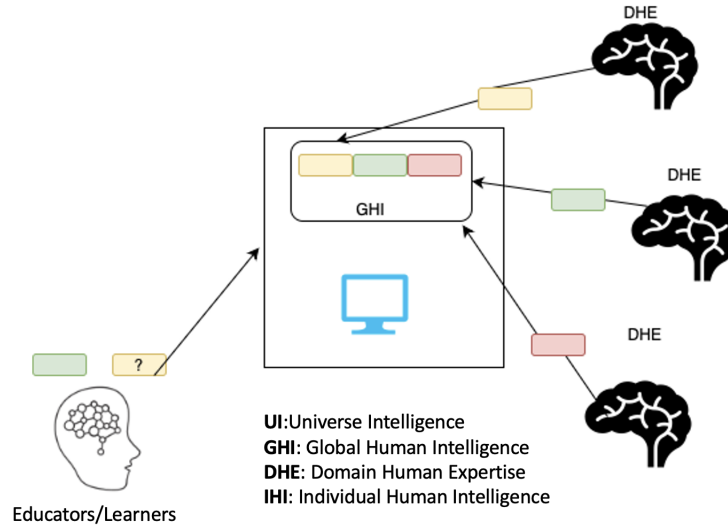 DHE
DHE
GHI
?
DHE
UI:Universe Intelligence
GHI: Global Human Intelligence
DHE: Domain Human Expertise
IHI: Individual Human Intelligence
Educators/Learners